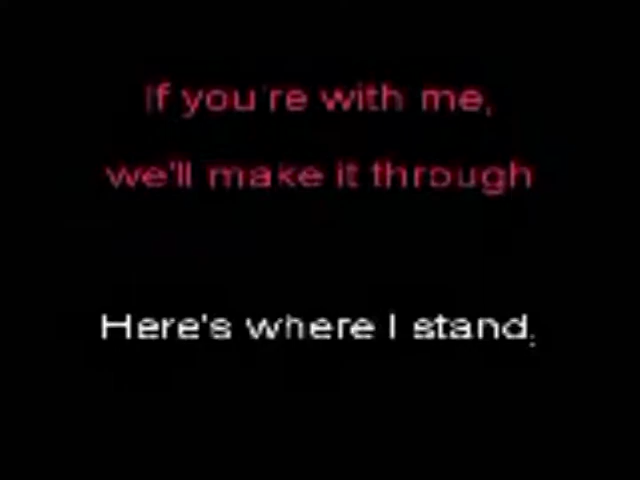 If you're with me,
we'll make it through
Here's where I stand,